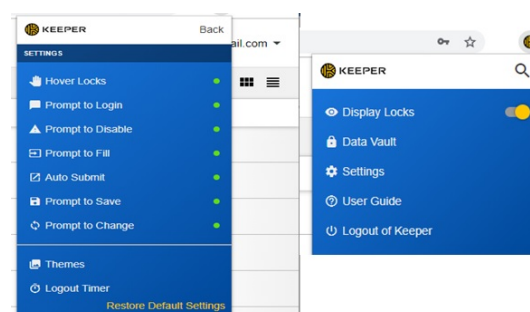 KEEPER Back
SETTINGS
Hover Locks
Prompt to Login
Prompt to Disable
Prompt to Fill
Auto Submit
Prompt to Save
Prompt to Change
Themes
Logout Timer
Restore Default Settings
ail.com
KEEPER
Display Locks
Data Vault
Settings
User Guide
Logout of Keeper